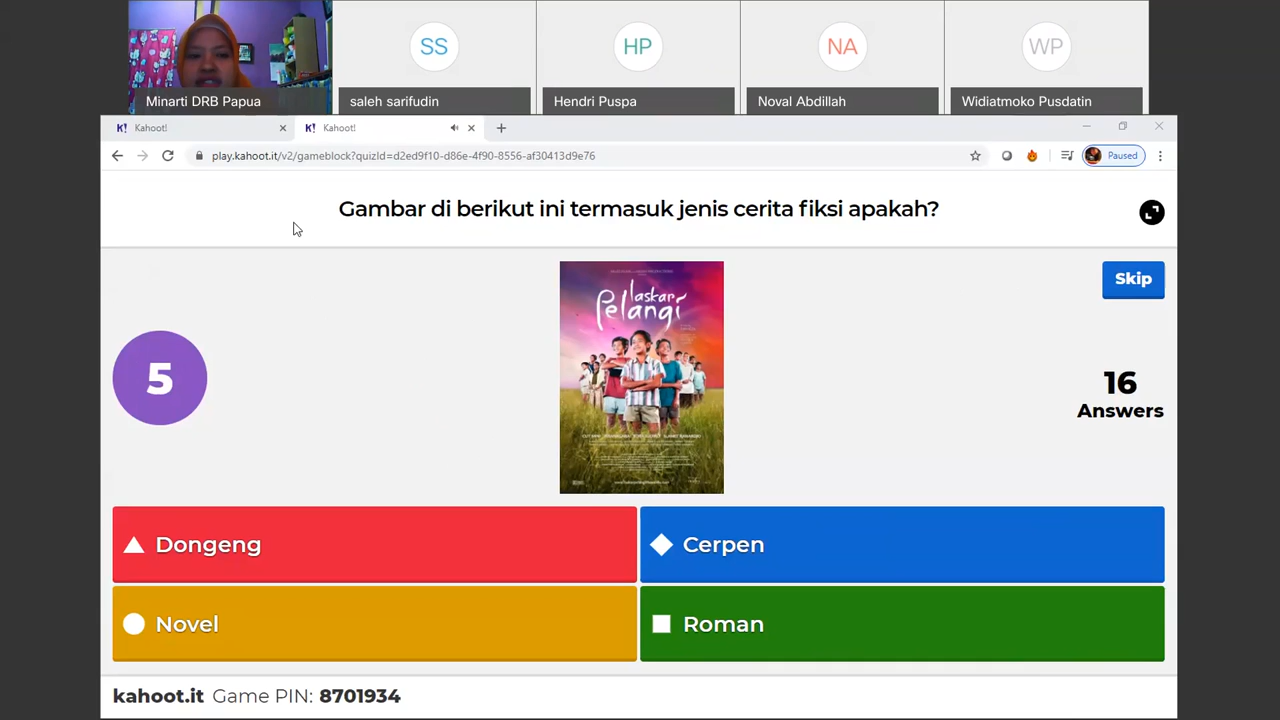 SS
HP
NA
WP
Minarti DRB Papua
saleh sarifudin
Hendri Puspa
Noval Abdillah
Widiatmoko Pusdatin
K! Kahoot!
K! Kahoot!
play.kahoot.it/v2/gameblock?quizId=d2ed9f10-d86e-4f90-8556-af30413d9e76
Paused
Gambar di berikut ini termasuk jenis cerita fiksi apakah?
Skip
laskar
Pelangi
5
16
Answers
Dongeng
Cerpen
Novel
Roman
kahoot.it Game PIN: 8701934